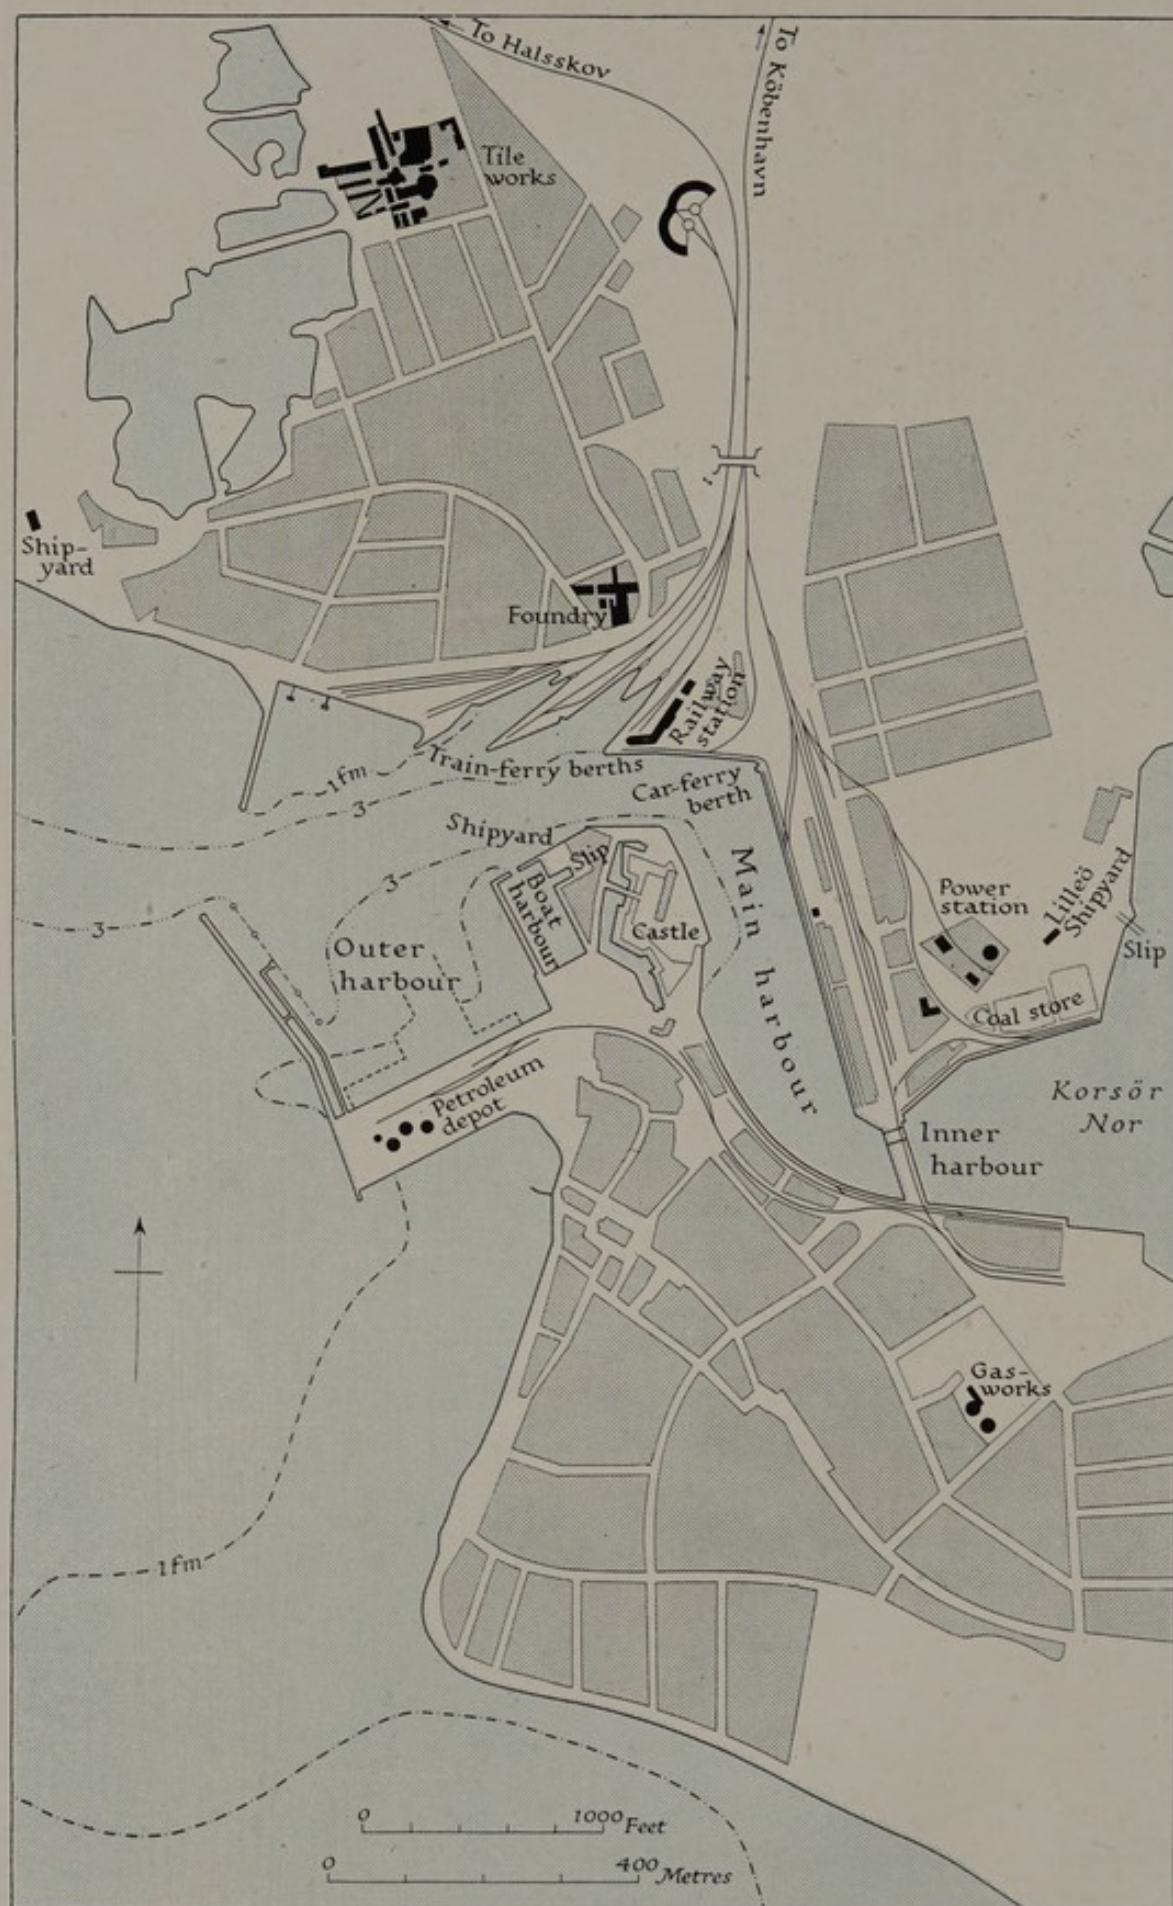 To Halsskov
To Köbenhavn
Tile
works
Ship-
yard
Foundry
Railway
station
1fm
3
Train-ferry berths
Car-ferry
berth
Shipyard
Slip
3
Boat
harbour
Castle
Main harbour
Power
station
Lilleö
Shipyard
Slip
3
Outer
harbour
Coal store
Petroleum
depot
Korsör
Nor
Inner
harbour
Gas-
works
1fm
0 1000 Feet
0 400 Metres